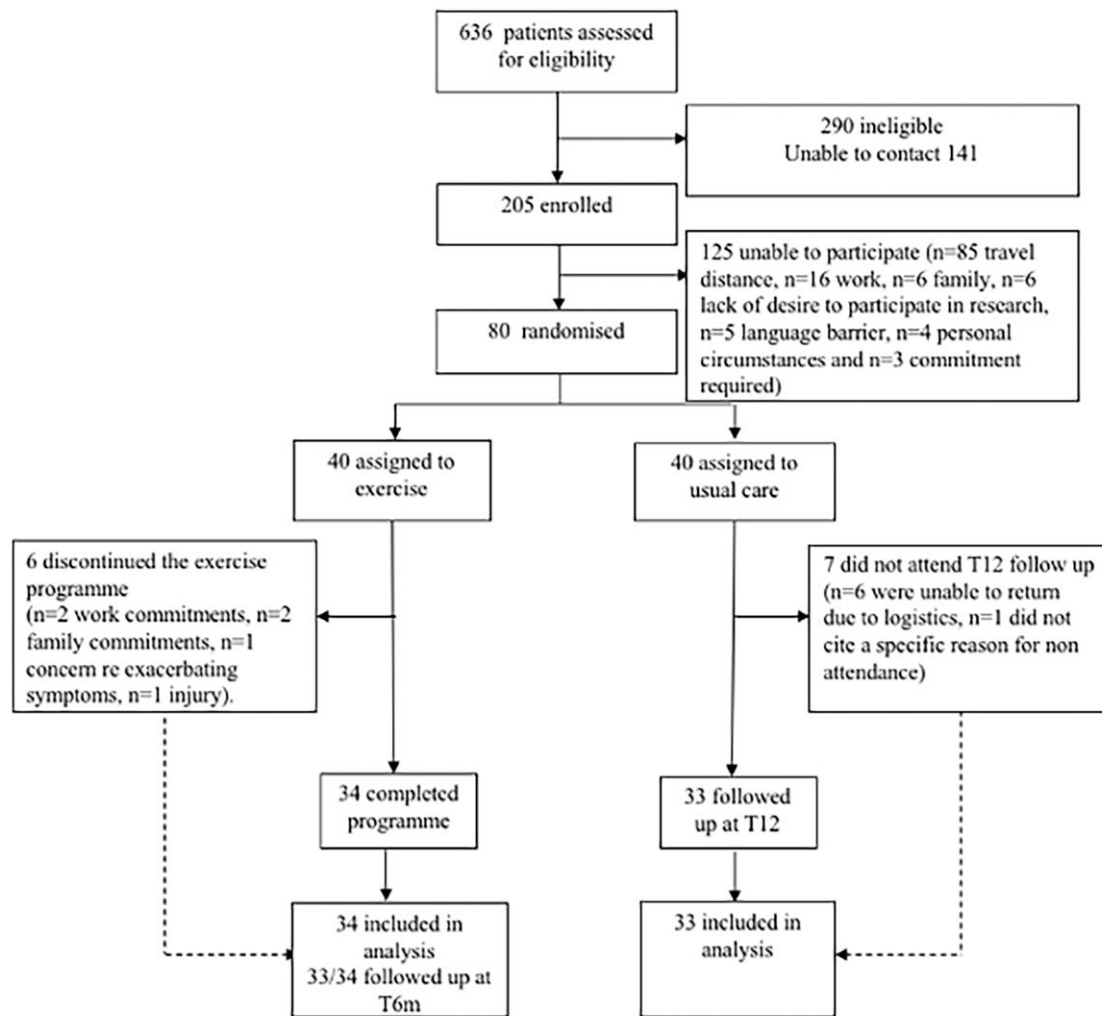 636 patients assessed
for eligibility
290 ineligible
Unable to contact 141
205 enrolled
125 unable to participate (n=85 travel
distance, n=16 work, n=6 family, n=6
lack of desire to participate in research,
n=5 language barrier, n=4 personal
circumstances and n=3 commitment
required)
80 randomised
40 assigned to
exercise
40 assigned to
usual care
6 discontinued the exercise
programme
(n=2 work commitments, n=2
family commitments, n=1
concern re exacerbating
symptoms, n=1 injury).
7 did not attend T12 follow up
(n=6 were unable to return
due to logistics, n=1 did not
cite a specific reason for non
attendance)
34 completed
programme
33 followed
up at T12
34 included in
analysis
33/34 followed up at
T6m
33 included in
analysis